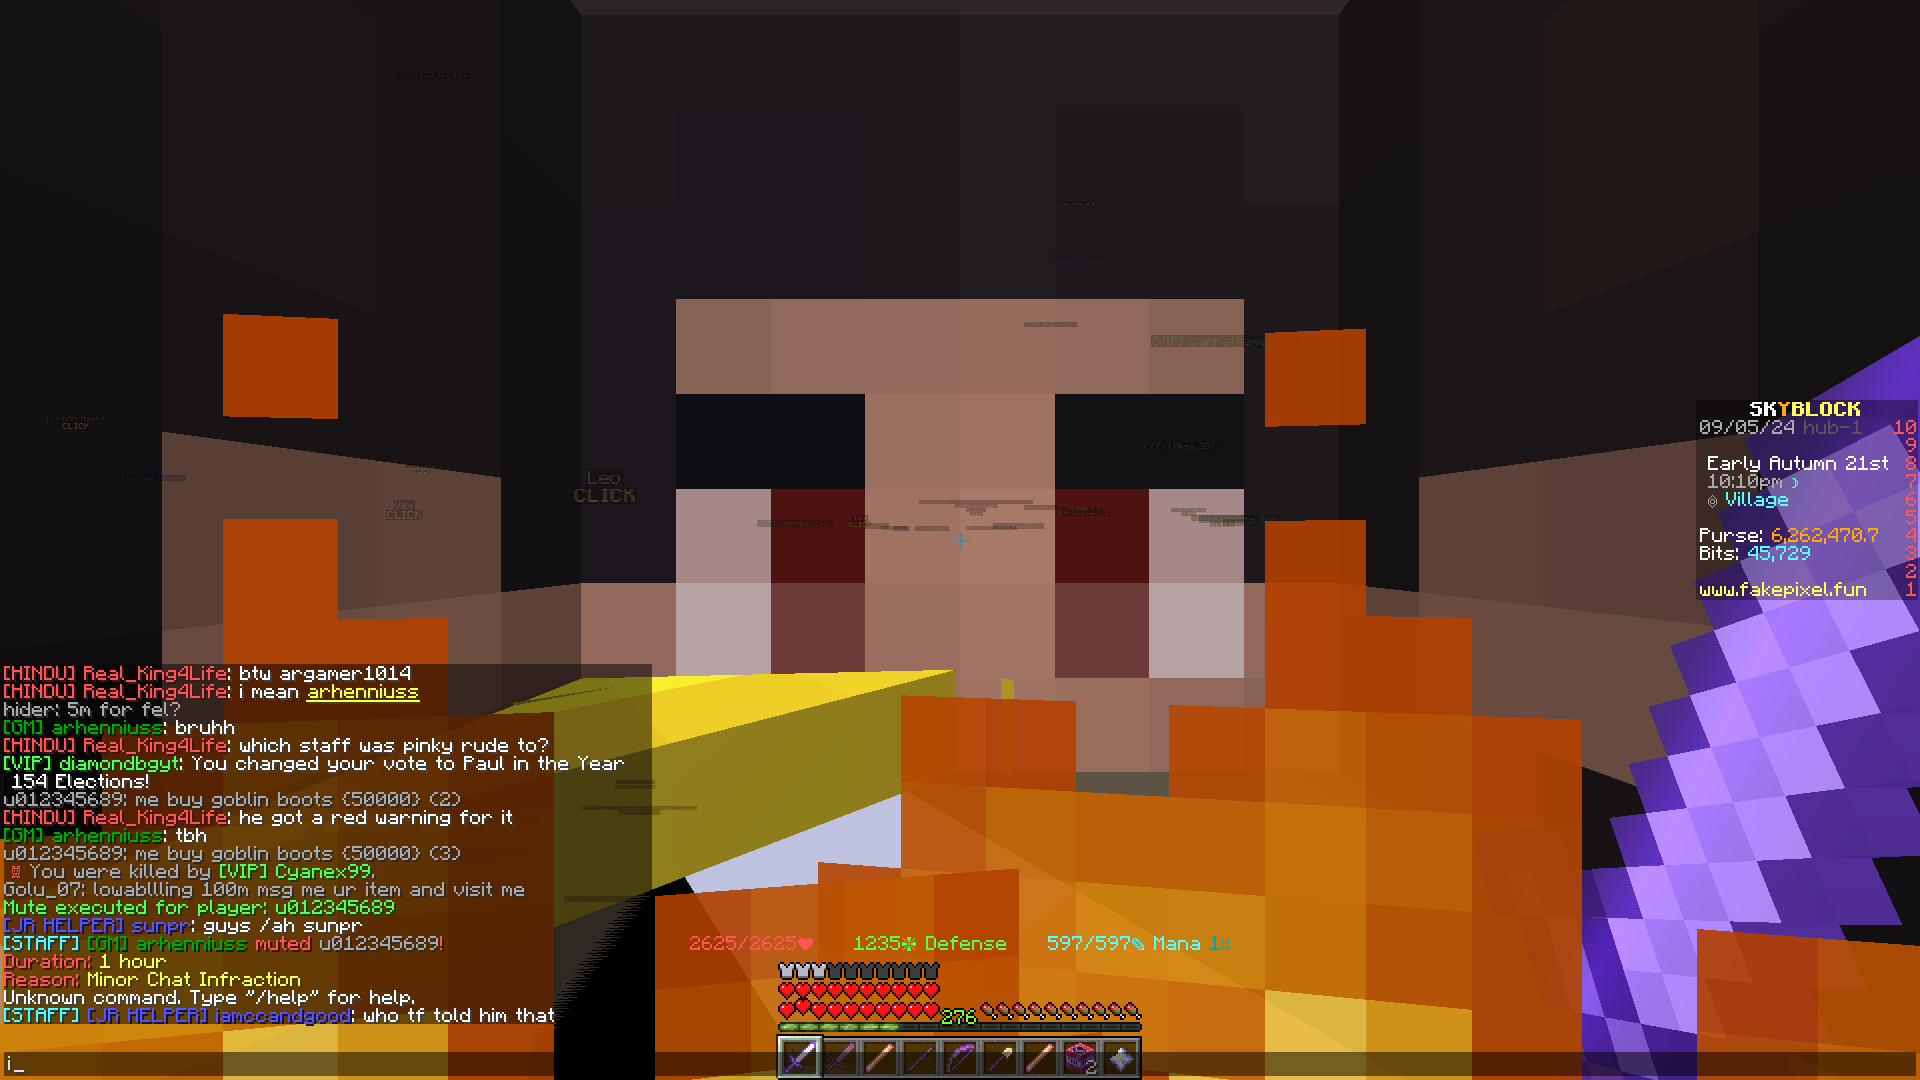 Leo
CLICK
CLICK
Vex
CLICK
SKYBLOCK
09/05/24 hub-1 10
9
Early Autumn 21st 8
10:10pm ☽ 7
Village 6
5
Purse: 6,262,470.7 4
Bits: 45,729 3
2
www.fakepixel.fun 1
[HINDU] Real_King4Life: btw argamer1014
[HINDU] Real_King4Life: i mean arhenniuss
hider: 5m for fel?
[GM] arhenniuss: bruhh
[HINDU] Real_King4Life: which staff was pinky rude to?
[VIP] diamondbgyt: You changed your vote to Paul in the Year
154 Elections!
u012345689: me buy goblin boots {50000} (2)
[HINDU] Real_King4Life: he got a red warning for it
[GM] arhenniuss: tbh
u012345689: me buy goblin boots {50000} (3)
☠ You were killed by [VIP] Cyanex99.
Golu_07: lowabllling 100m msg me ur item and visit me
Mute executed for player: u012345689
[JR HELPER] sunpr: guys /ah sunpr
[STAFF] [GM] arhenniuss muted u012345689!
Duration: 1 hour
Reason: Minor Chat Infraction
Unknown command. Type "/help" for help.
[STAFF] [JR HELPER] iamccandgood: who tf told him that
2625/2625❤ 1235❈ Defense 597/597✎ Mana
276
2
i_